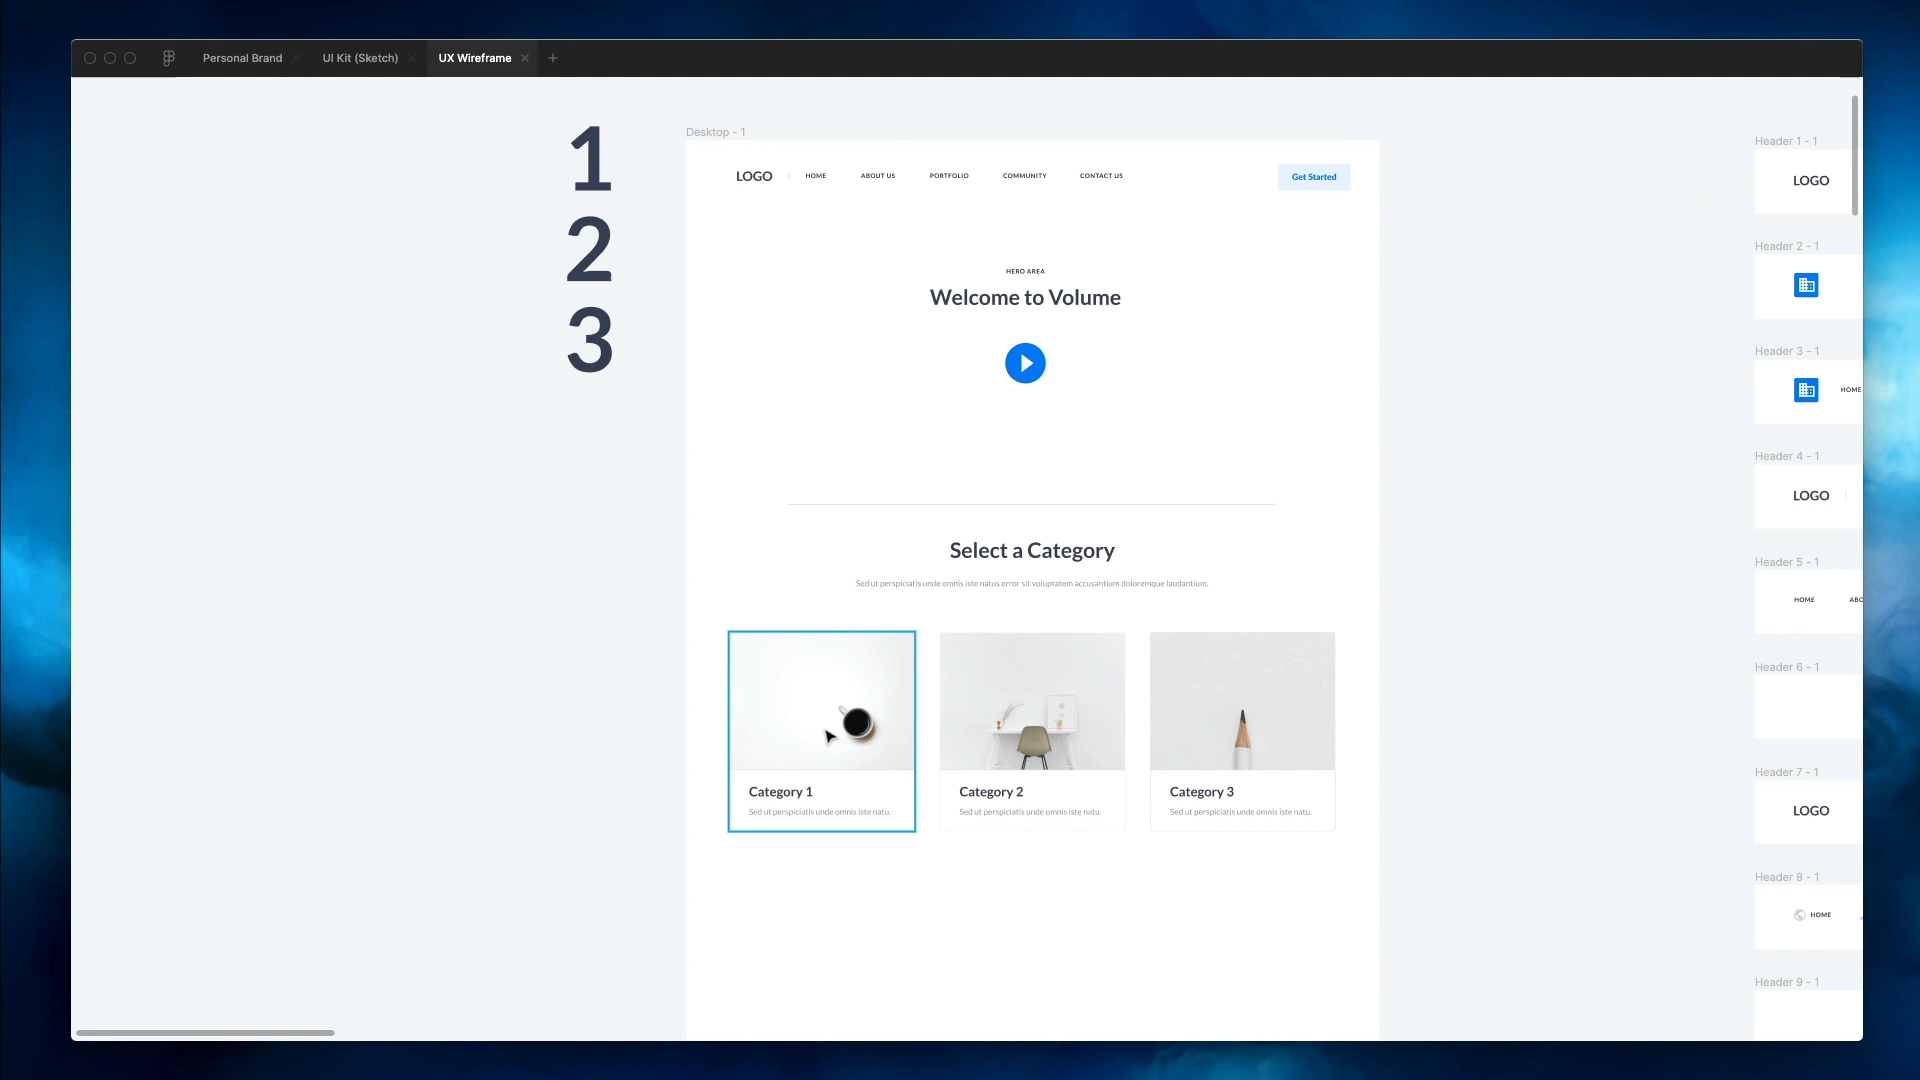 Personal Brand
UI Kit (Sketch)
UX Wireframe
1
2
3
Desktop - 1
LOGO
HOME
ABOUT US
PORTFOLIO
COMMUNITY
CONTACT US
Get Started
HERO AREA
Welcome to Volume
Select a Category
Sed ut perspiciatis unde omnis iste natus error sit voluptatem accusantium doloremque laudantium.
Category 1
Sed ut perspiciatis unde omnis iste natu.
Category 2
Sed ut perspiciatis unde omnis iste natu.
Category 3
Sed ut perspiciatis unde omnis iste natu.
Header 1 - 1
LOGO
Header 2 - 1
Header 3 - 1
HOME
Header 4 - 1
LOGO
Header 5 - 1
HOME
ABO
Header 6 - 1
Header 7 - 1
LOGO
Header 8 - 1
HOME
Header 9 - 1